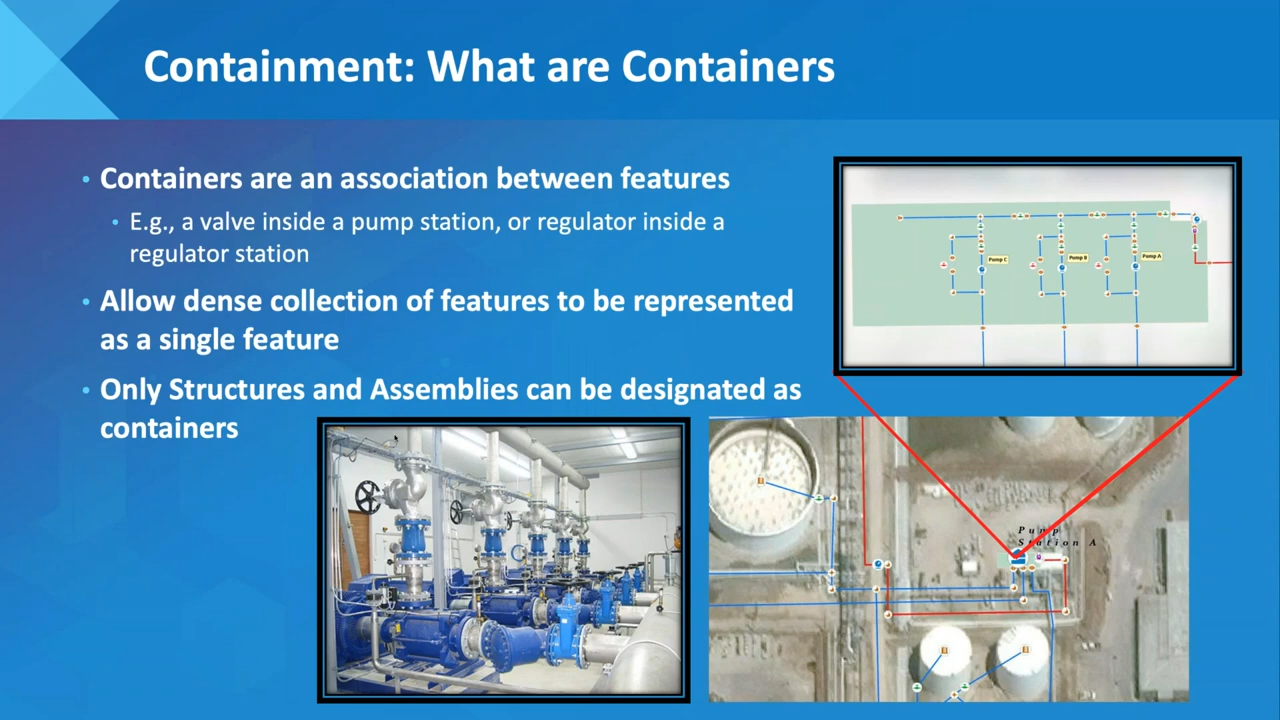 Containment: What are Containers
• Containers are an association between features
• E.g., a valve inside a pump station, or regulator inside a
regulator station
• Allow dense collection of features to be represented
as a single feature
• Only Structures and Assemblies can be designated as
containers
Pump C
Pump B
Pump A
Pump
Station A